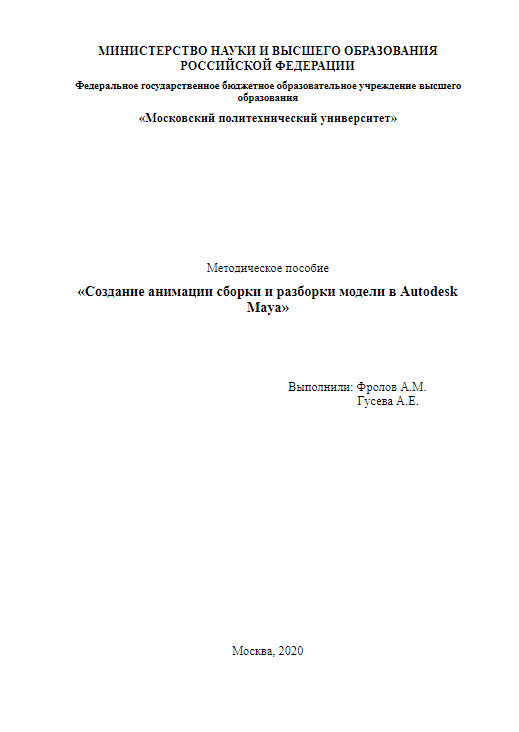 МИНИСТЕРСТВО НАУКИ И ВЫСШЕГО ОБРАЗОВАНИЯ
РОССИЙСКОЙ ФЕДЕРАЦИИ
Федеральное государственное бюджетное образовательное учреждение высшего
образования
«Московский политехнический университет»
Методическое пособие
«Создание анимации сборки и разборки модели в Autodesk
Maya»
Выполнили: Фролов А.М.
Гусева А.Е.
Москва, 2020